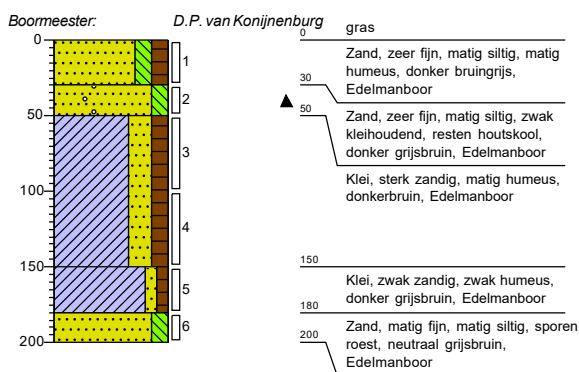 Boormeester: D.P. van Konijnenburg
0
50
100
150
200
1
2
3
4
5
6
0 gras
Zand, zeer fijn, matig siltig, matig
humeus, donker bruingrijs,
Edelmanboor
30
Zand, zeer fijn, matig siltig, zwak
kleihoudend, resten houtskool,
donker grijsbruin, Edelmanboor
50
Klei, sterk zandig, matig humeus,
donkerbruin, Edelmanboor
150
Klei, zwak zandig, zwak humeus,
donker grijsbruin, Edelmanboor
180
Zand, matig fijn, matig siltig, sporen
roest, neutraal grijsbruin,
Edelmanboor
200